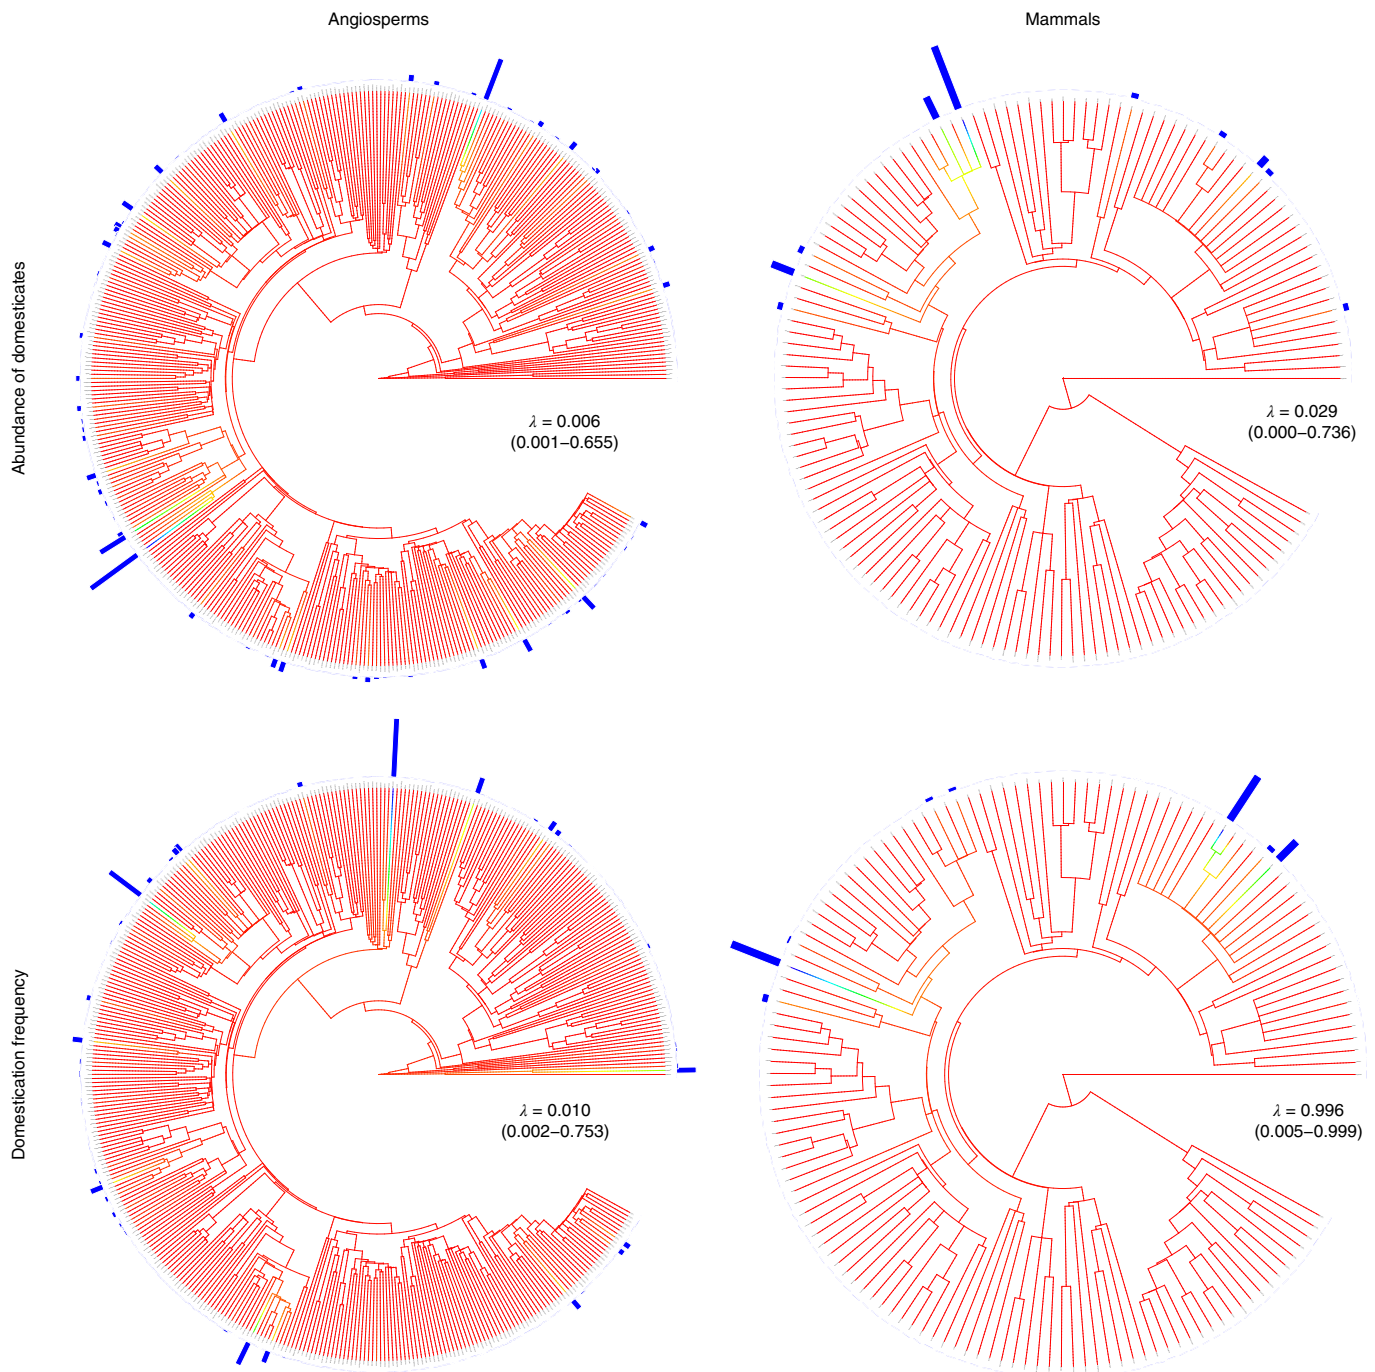 Angiosperms
Mammals
Abundance of domesticates
λ = 0.006
(0.001–0.655)
λ = 0.029
(0.000–0.736)
Domestication frequency
λ = 0.010
(0.002–0.753)
λ = 0.996
(0.005–0.999)